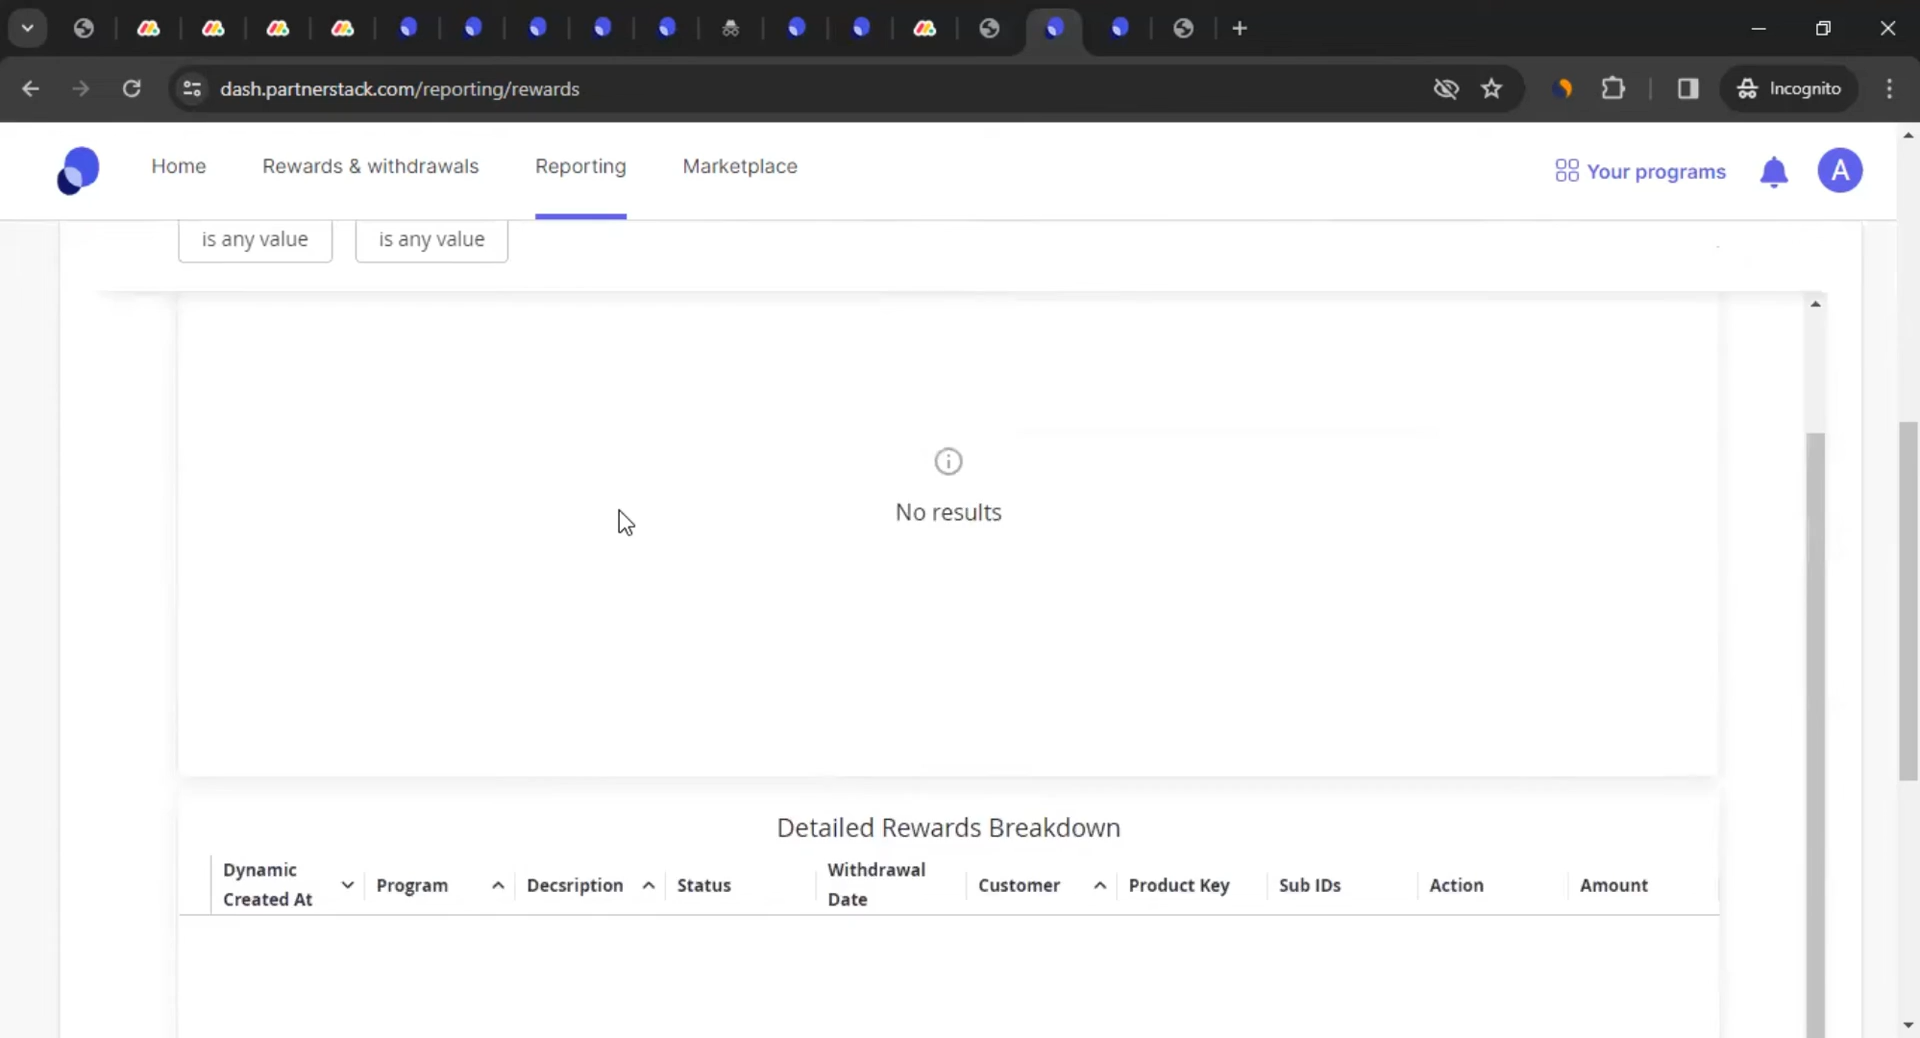 dash.partnerstack.com/reporting/rewards
Incognito
Home
Rewards & withdrawals
Reporting
Marketplace
Your programs
A
is any value
is any value
No results
Detailed Rewards Breakdown
Dynamic Created At
Program
Decsription
Status
Withdrawal Date
Customer
Product Key
Sub IDs
Action
Amount